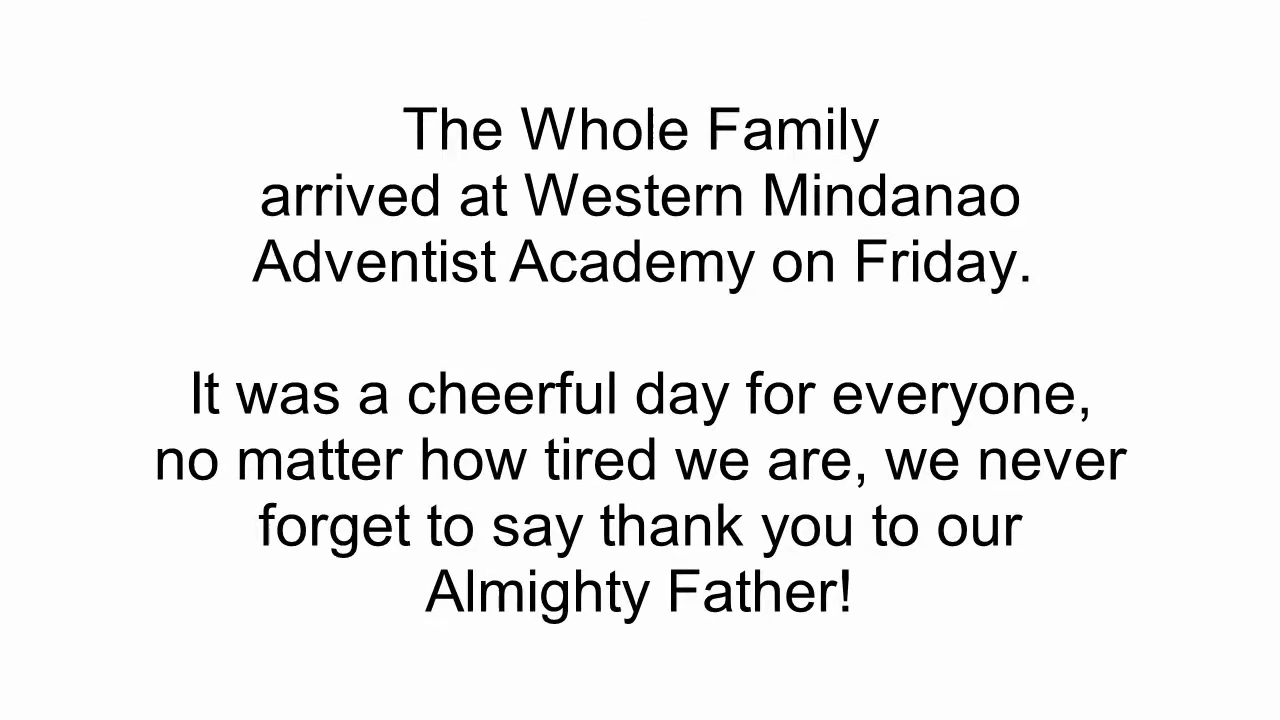 The Whole Family
arrived at Western Mindanao
Adventist Academy on Friday.
It was a cheerful day for everyone,
no matter how tired we are, we never
forget to say thank you to our
Almighty Father!